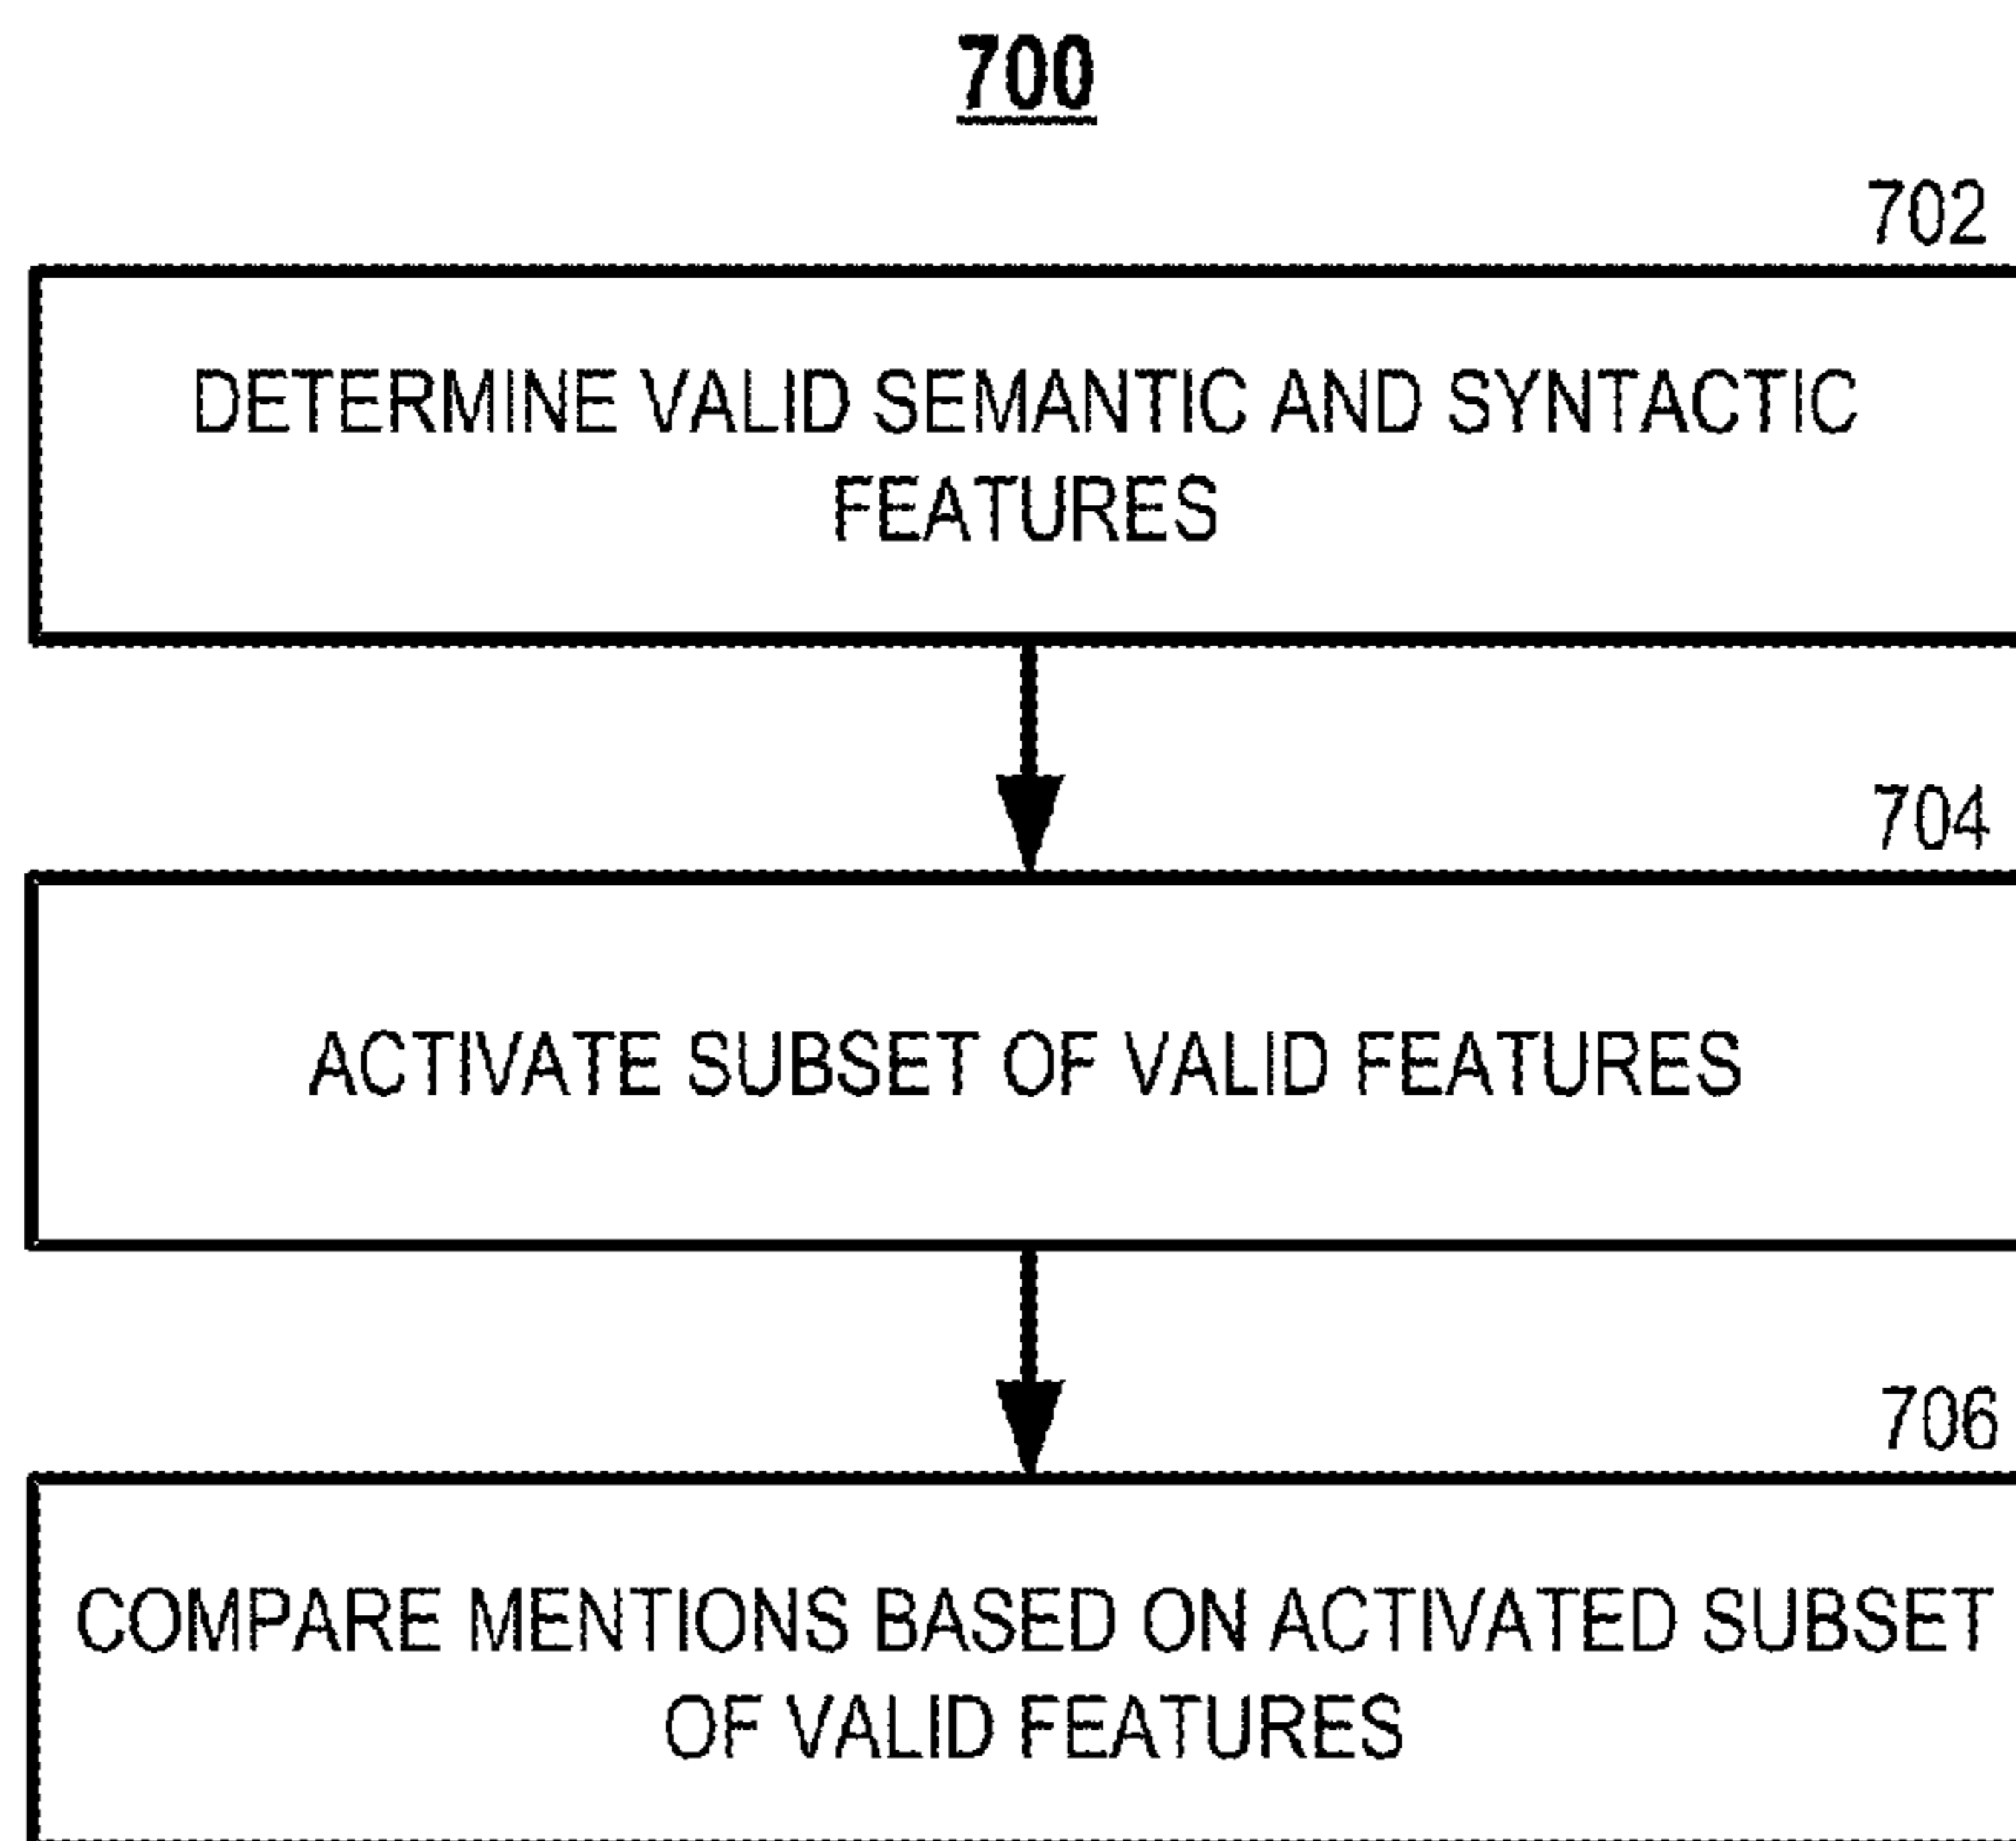 700
702
DETERMINE VALID SEMANTIC AND SYNTACTIC
FEATURES
704
ACTIVATE SUBSET OF VALID FEATURES
706
COMPARE MENTIONS BASED ON ACTIVATED SUBSET
OF VALID FEATURES